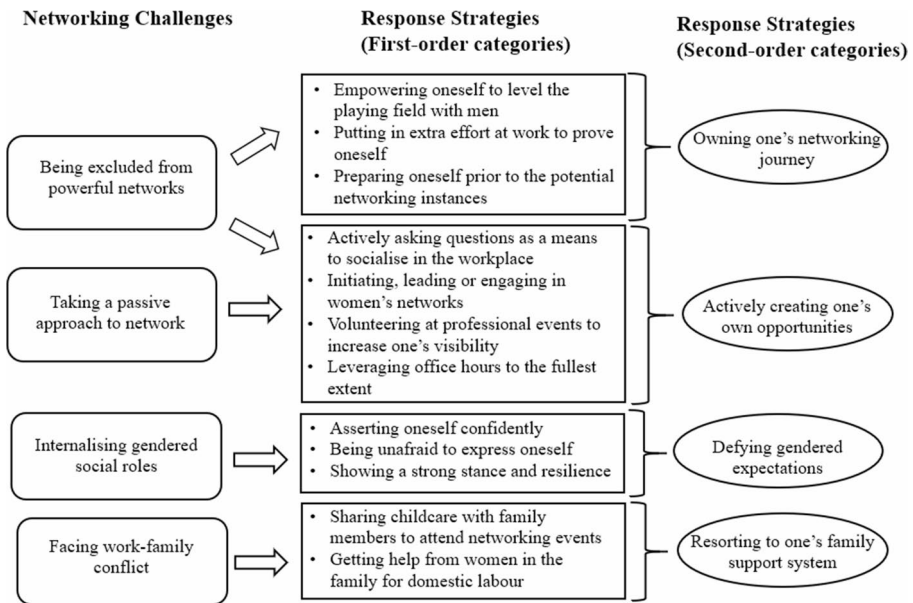 Networking Challenges
Response Strategies
(First-order categories)
Response Strategies
(Second-order categories)
Being excluded from
powerful networks
• Empowering oneself to level the
playing field with men
• Putting in extra effort at work to prove
oneself
• Preparing oneself prior to the potential
networking instances
Owning one's networking
journey
Taking a passive
approach to network
• Actively asking questions as a means
to socialise in the workplace
• Initiating, leading or engaging in
women's networks
• Volunteering at professional events to
increase one's visibility
• Leveraging office hours to the fullest
extent
Actively creating one's
own opportunities
Internalising gendered
social roles
• Asserting oneself confidently
• Being unafraid to express oneself
• Showing a strong stance and resilience
Defying gendered
expectations
Facing work-family
conflict
• Sharing childcare with family
members to attend networking events
• Getting help from women in the
family for domestic labour
Resorting to one's family
support system